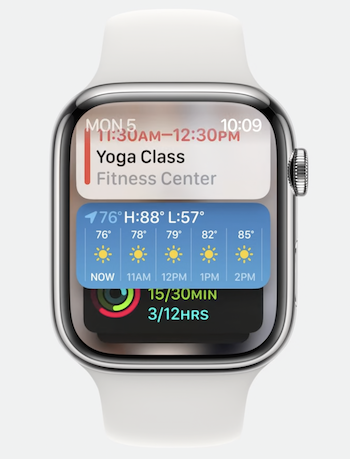 MON 5 10:09
11:30AM–12:30PM
Yoga Class
Fitness Center
76° H:88° L:57°
76° 78° 79° 82° 85°
NOW 11AM 12PM 1PM 2PM
15/30MIN
3/12HRS